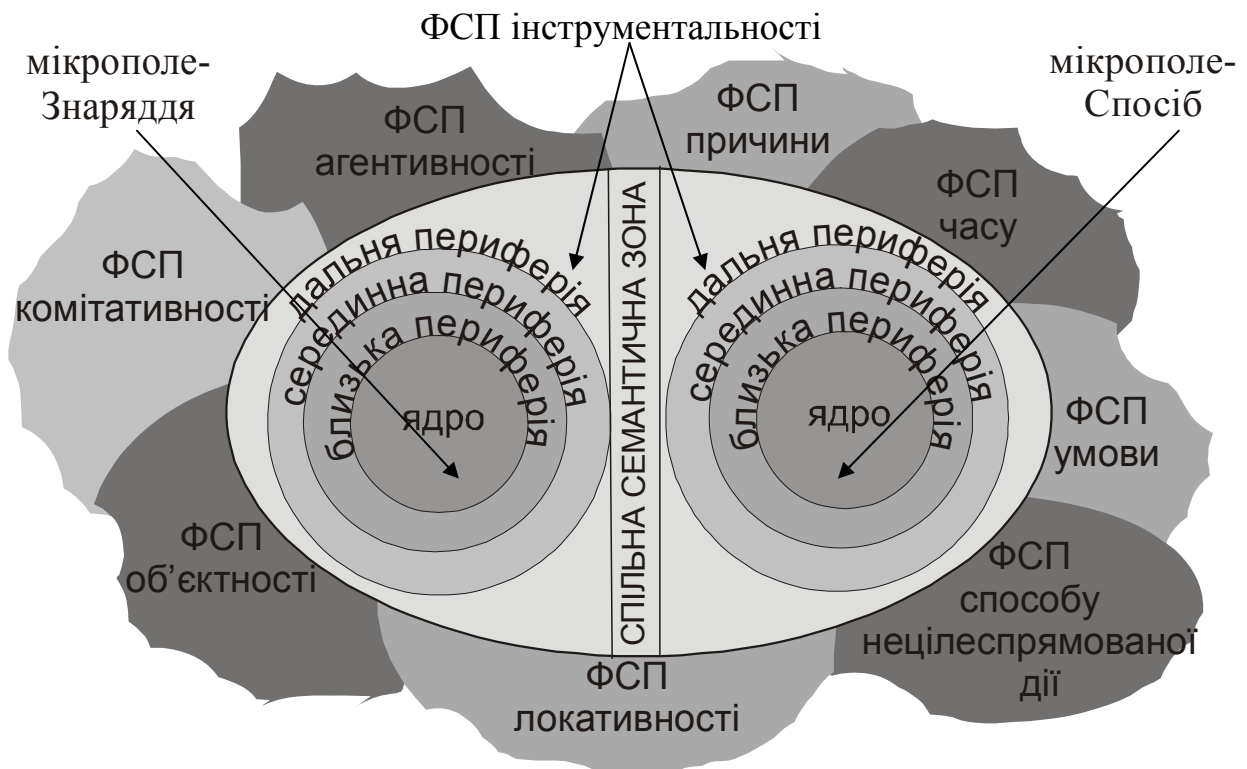 ФСП інструментальності
мікрополе-
Знаряддя
мікрополе-
Спосіб
ФСП
агентивності
ФСП
причини
ФСП
часу
ФСП
комітативності
дальня периферія
серединна периферія
близька периферія
ядро
СПІЛЬНА СЕМАНТИЧНА ЗОНА
дальня периферія
серединна периферія
близька периферія
ядро
ФСП
умови
ФСП
об’єктності
ФСП
способу
нецілеспрямованої
дії
ФСП
локативності